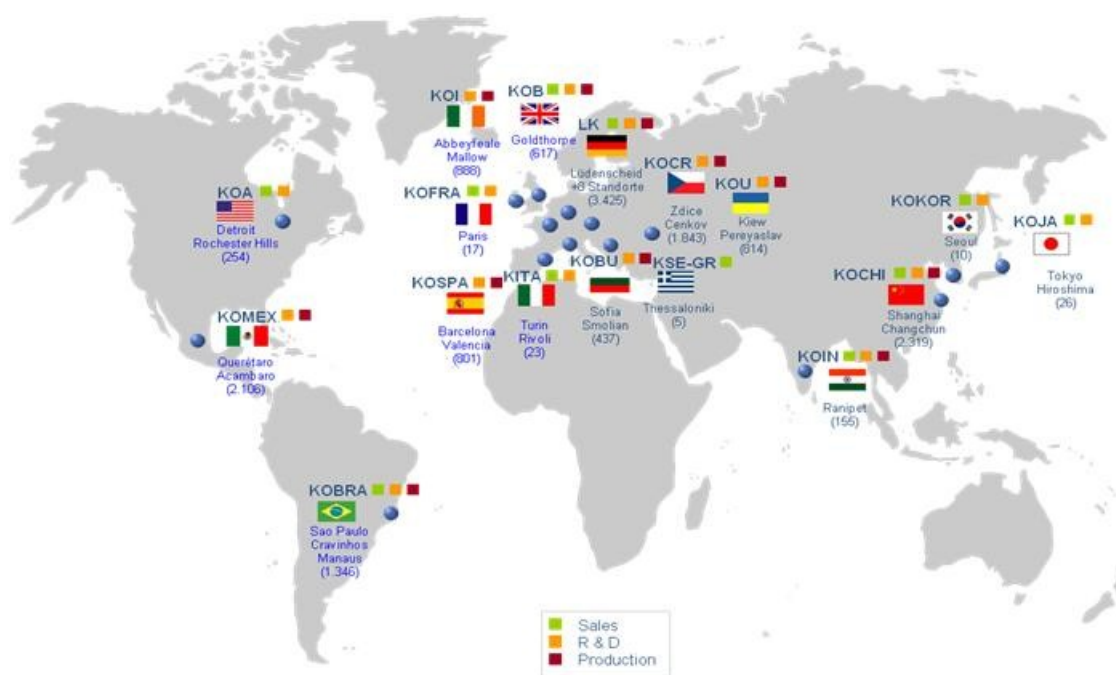 KOI
Abbeyfeale
Mallow
(888)
KOB
Goldthorpe
(617)
LK
Lüdenscheid
+8 Standorte
(3.425)
KOCR
Zdice
Cenkov
(1.843)
KOU
Kiew
Pereyaslav
(814)
KOA
Detroit
Rochester Hills
(254)
KOFRA
Paris
(17)
KOKOR
Seoul
(10)
KOJA
Tokyo
Hiroshima
(26)
KOSPA
Barcelona
Valencia
(801)
KITA
Turin
Rivoli
(23)
KOBU
Sofia
Smolian
(437)
KSE-GR
Thessaloniki
(5)
KOCHI
Shanghai
Changchun
(2.319)
KOMEX
Querétaro
Acambaro
(2.106)
KOIN
Ranipet
(155)
KOBRA
Sao Paulo
Cravinhos
Manaus
(1.346)
Sales
R & D
Production